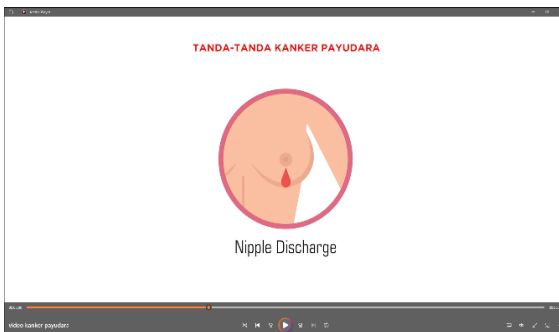 TANDA-TANDA KANKER PAYUDARA
Nipple Discharge
video kanker payudara